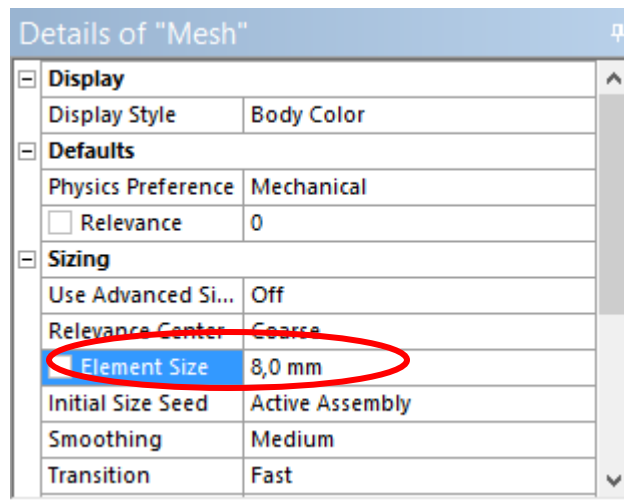 Details of "Mesh"
Display
Display Style Body Color
Defaults
Physics Preference Mechanical
Relevance 0
Sizing
Use Advanced Si... Off
Relevance Center Coarse
Element Size 8,0 mm
Initial Size Seed Active Assembly
Smoothing Medium
Transition Fast